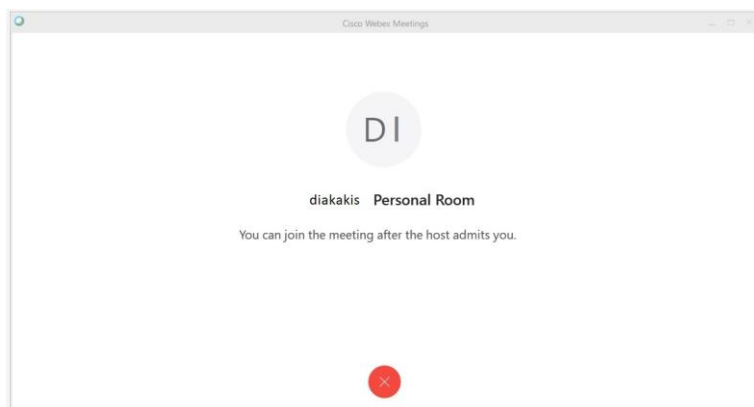 Cisco Webex Meetings
DI
diakakis Personal Room
You can join the meeting after the host admits you.